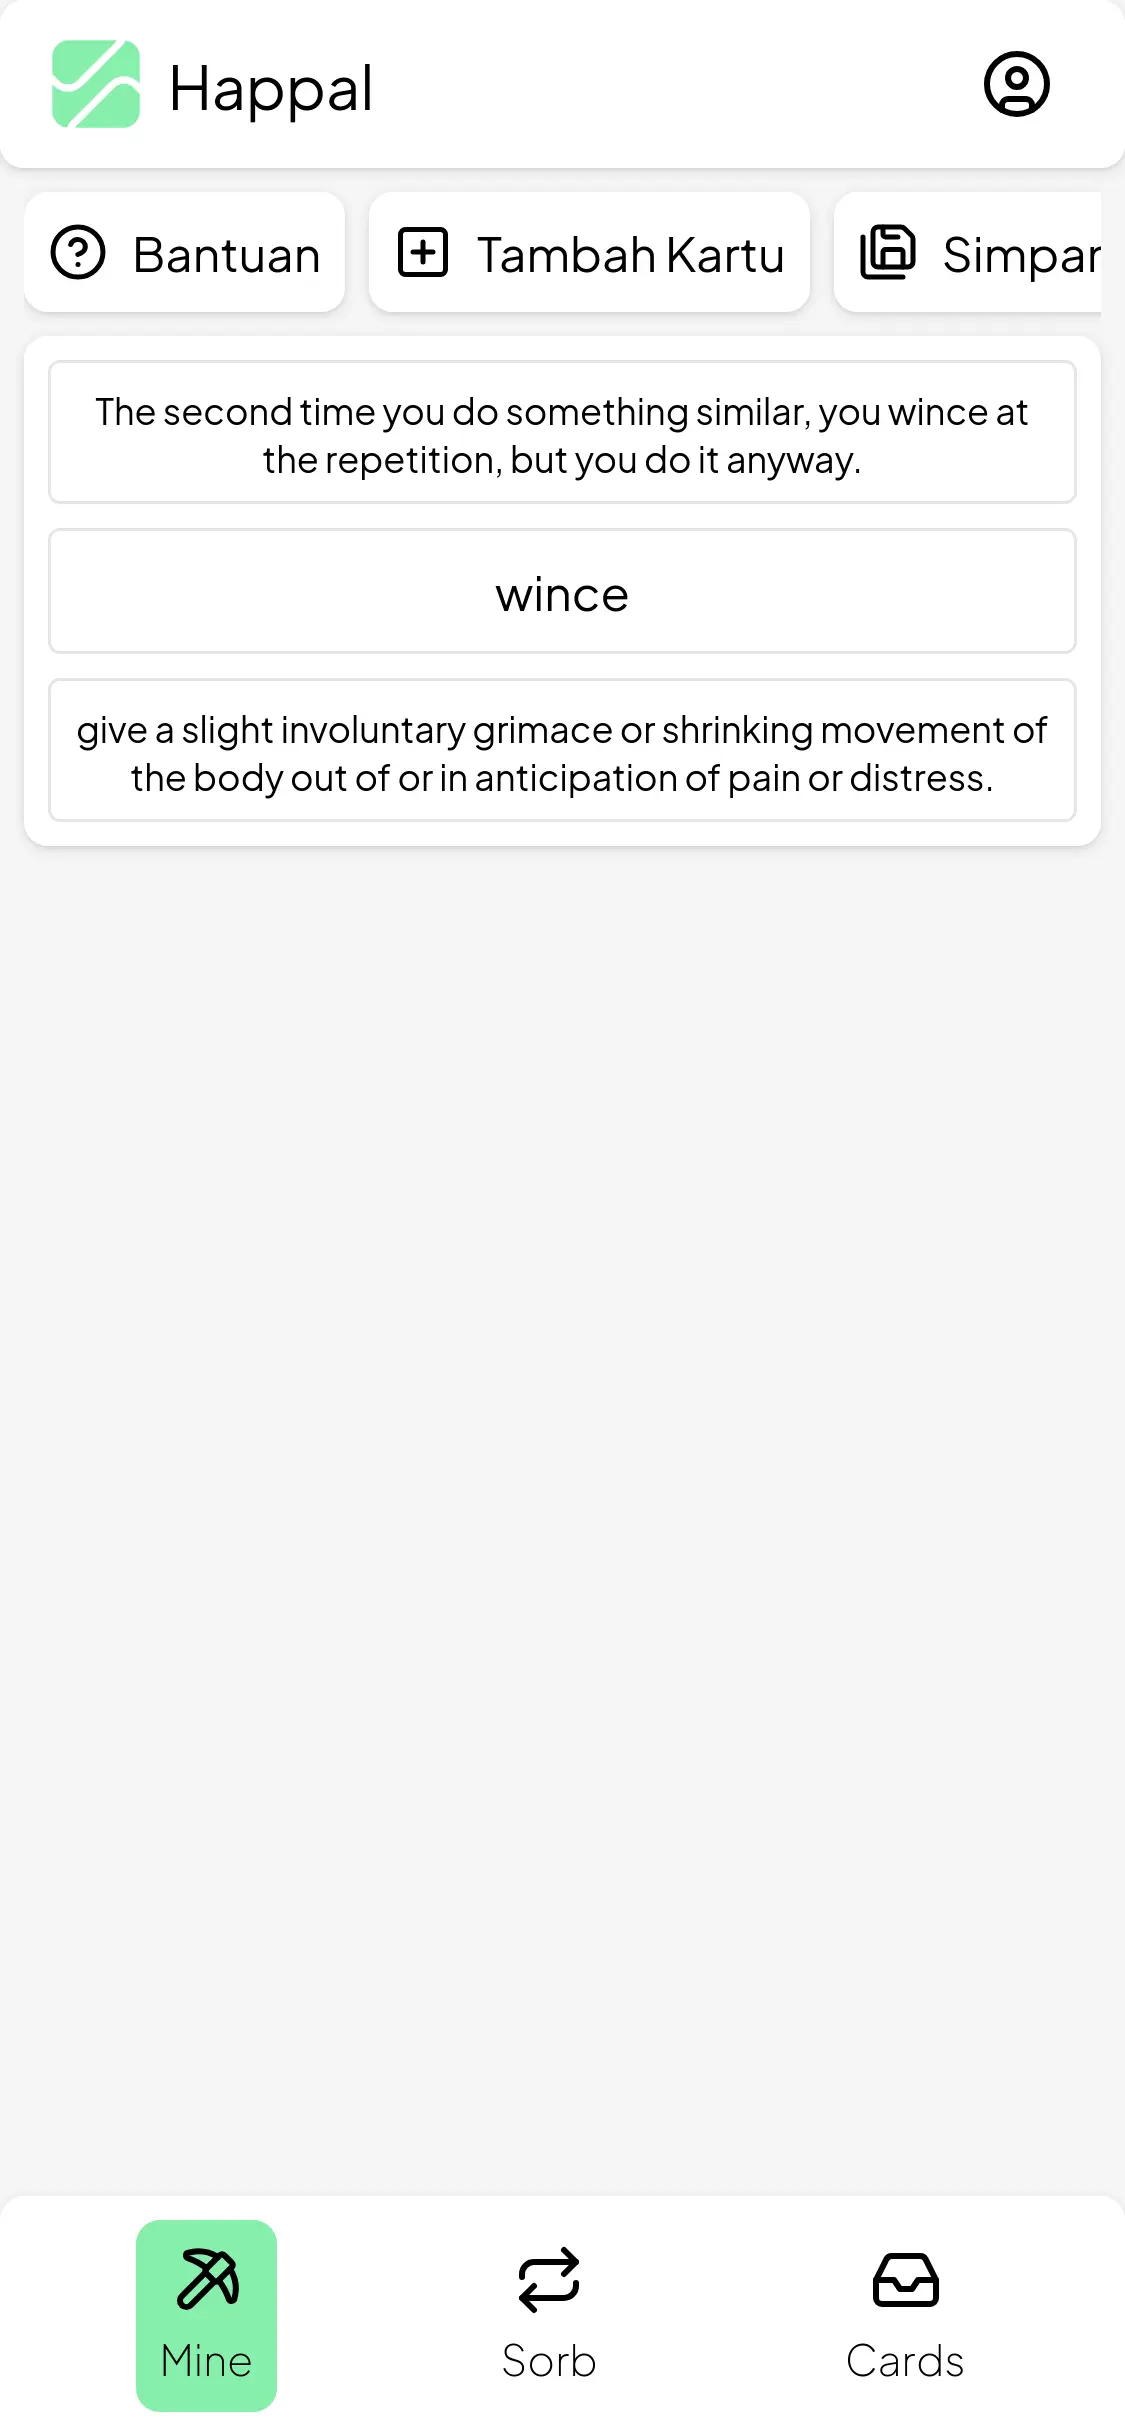 Happal
Bantuan
Tambah Kartu
Simpan
The second time you do something similar, you wince at
the repetition, but you do it anyway.
wince
give a slight involuntary grimace or shrinking movement of
the body out of or in anticipation of pain or distress.
Mine
Sorb
Cards